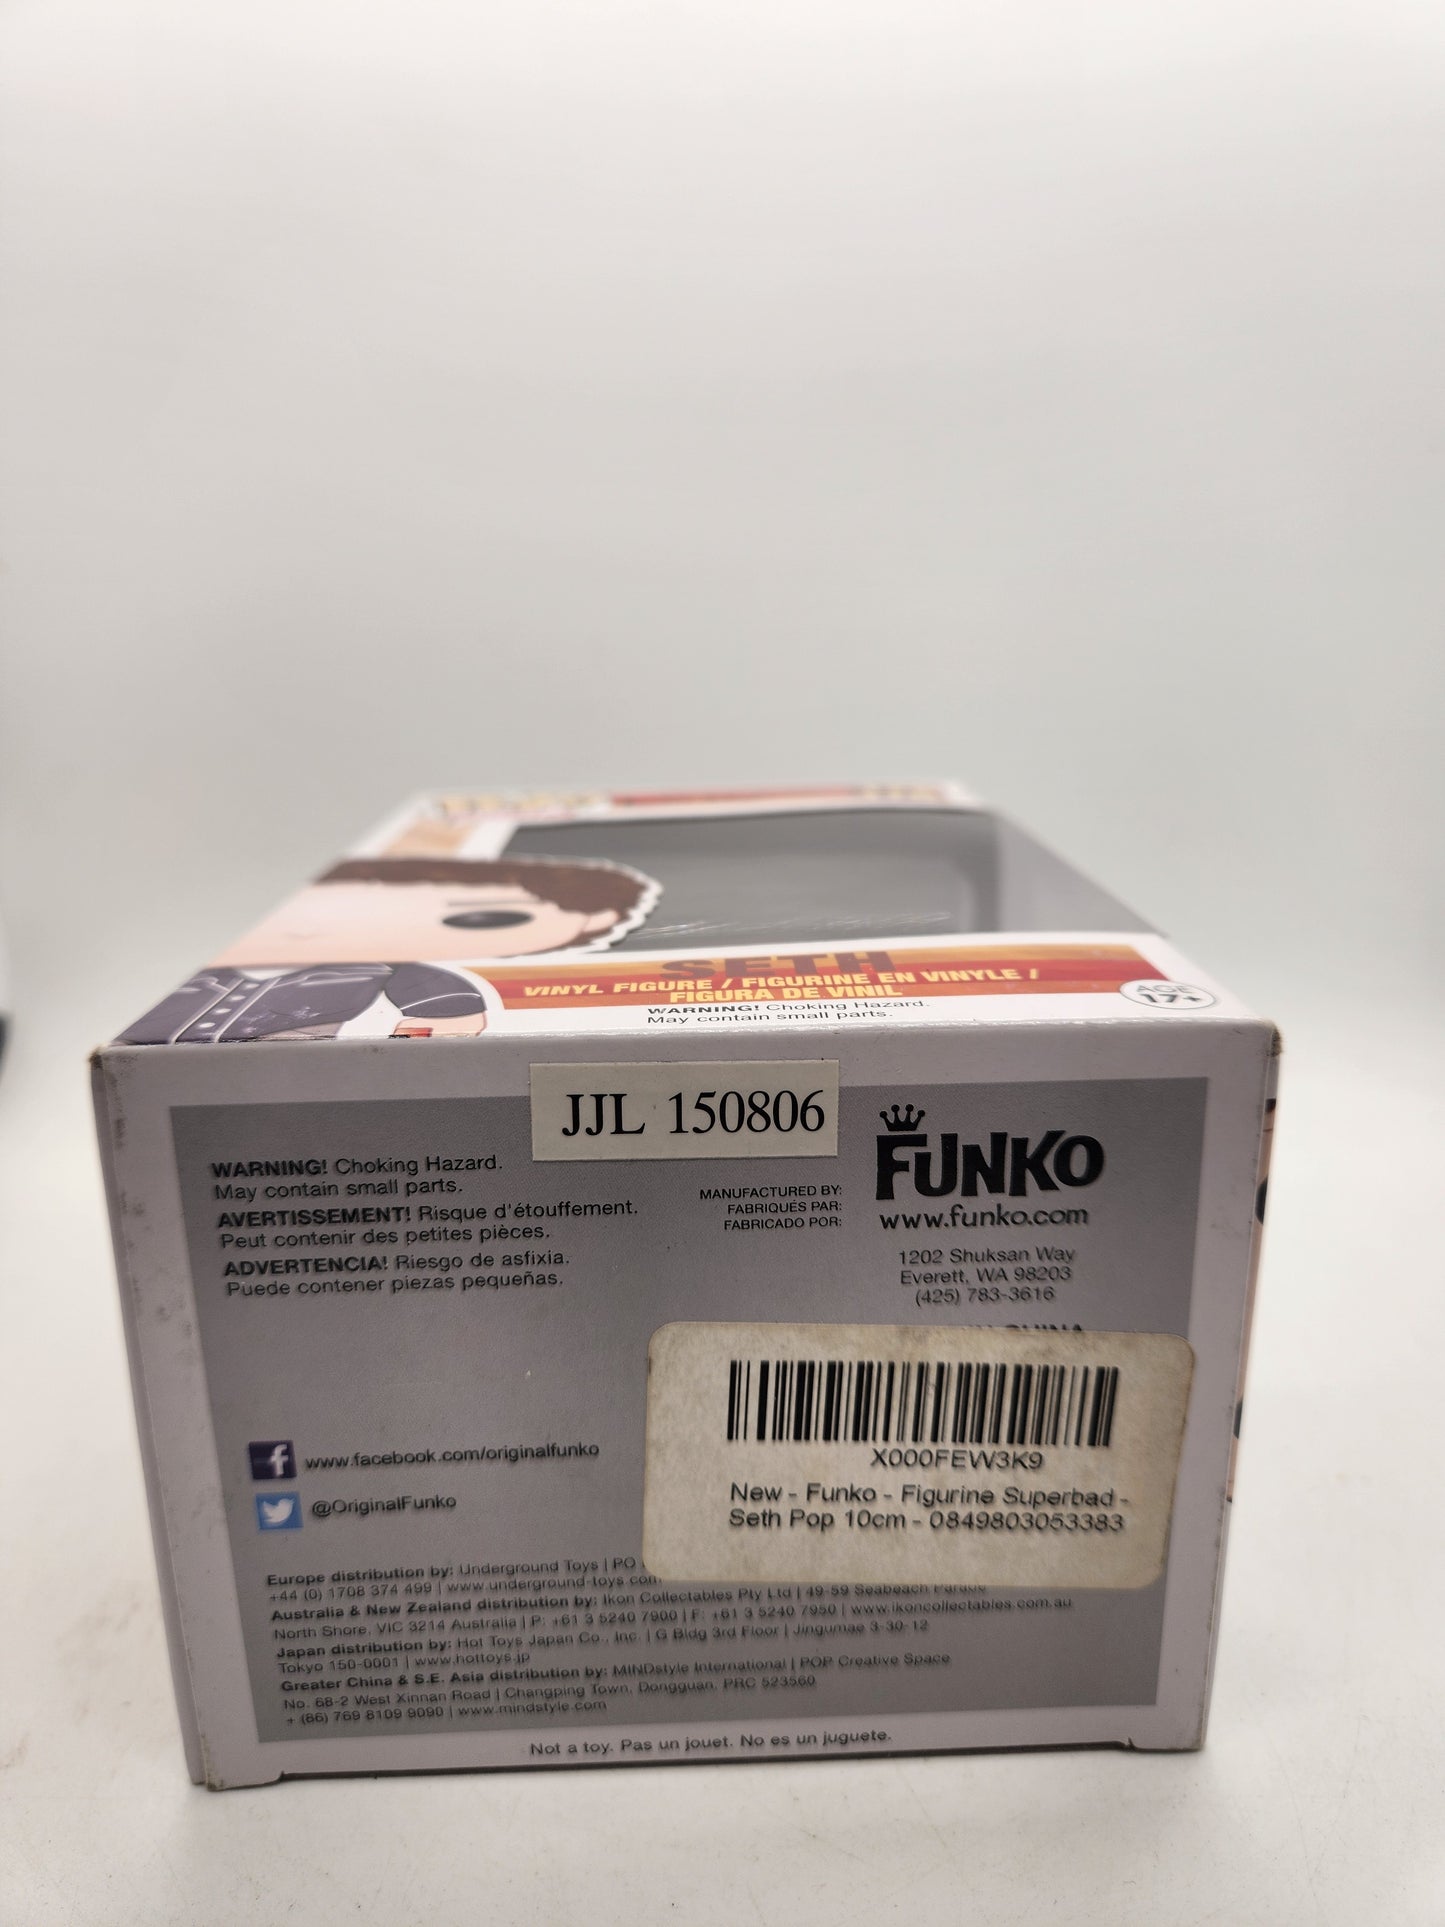 SETH
VINYL FIGURE / FIGURINE EN VINYLE /
FIGURA DE VINIL
WARNING! Choking Hazard.
May contain small parts.
AGE
17+
JJL 150806
WARNING! Choking Hazard.
May contain small parts.
AVERTISSEMENT! Risque d'étouffement.
Peut contenir des petites pièces.
ADVERTENCIA! Riesgo de asfixia.
Puede contener piezas pequeñas.
MANUFACTURED BY:
FABRIQUÉS PAR:
FABRICADO POR:
FUNKO
www.funko.com
1202 Shuksan Way
Everett, WA 98203
(425) 783-3616
CHINA
X000FEW3K9
New - Funko - Figurine Superbad -
Seth Pop 10cm - 0849803053383
www.facebook.com/originalfunko
@OriginalFunko
Europe distribution by: Underground Toys | PO
+44 (0) 1708 374 499 | www.underground-toys.com
Australia & New Zealand distribution by: Ikon Collectables Pty Ltd | 49-59 Seabeach Parade
North Shore, VIC 3214 Australia | P: +61 3 5240 7900 | F: +61 3 5240 7950 | www.ikoncollectables.com.au
Japan distribution by: Hot Toys Japan Co., Inc. | G Bldg 3rd Floor | Jingumae 3-30-12
Tokyo 150-0001 | www.hottoys.jp
Greater China & S.E. Asia distribution by: MINDstyle International | POP Creative Space
No. 68-2 West Xinnan Road | Changping Town, Dongguan, PRC 523560
+ (86) 769 8109 9090 | www.mindstyle.com
Not a toy. Pas un jouet. No es un juguete.